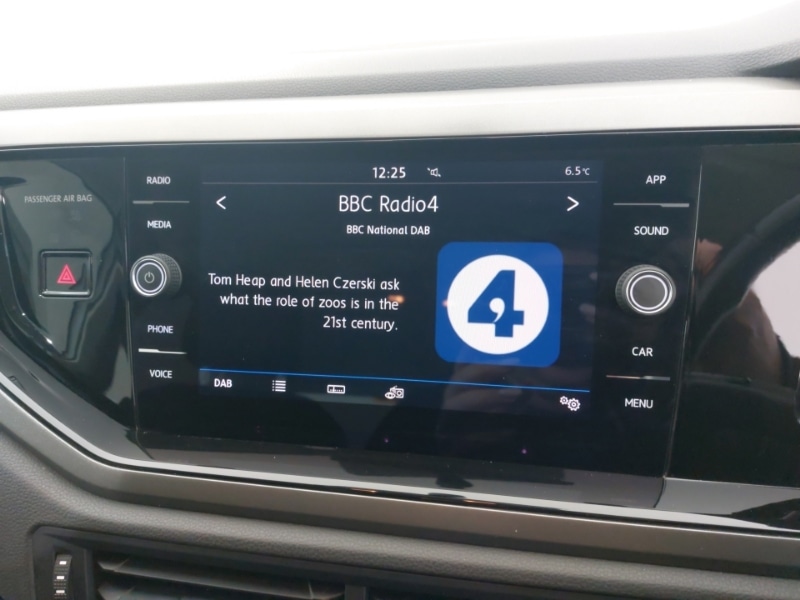 PASSENGER AIR BAG
RADIO
MEDIA
PHONE
VOICE
12:25
6.5°C
< BBC Radio4 >
BBC National DAB
Tom Heap and Helen Czerski ask
what the role of zoos is in the
21st century.
4
DAB
APP
SOUND
CAR
MENU